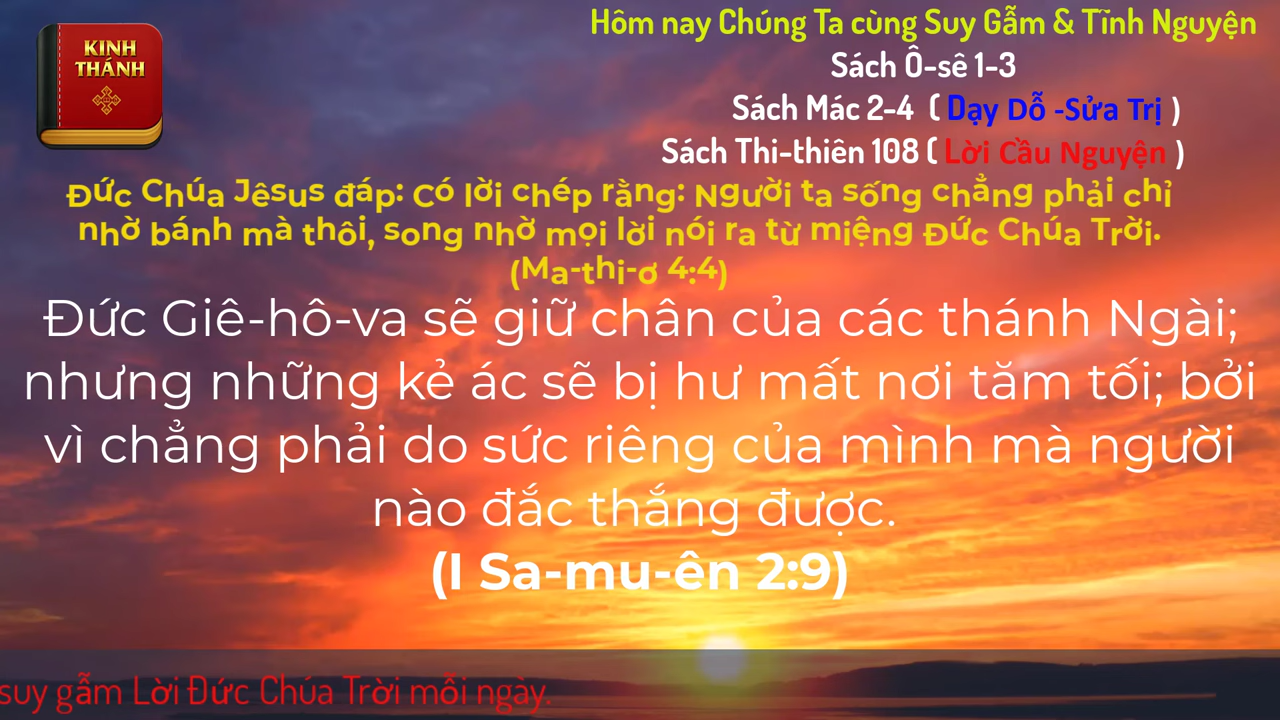 KINH
THÁNH
Hôm nay Chúng Ta cùng Suy Gẫm & Tĩnh Nguyện
Sách Ô-sê 1-3
Sách Mác 2-4 ( Dạy Dỗ -Sửa Trị )
Sách Thi-thiên 108 ( Lời Cầu Nguyện )
Đức Chúa Jêsus đáp: Có lời chép rằng: Người ta sống chẳng phải chỉ
nhờ bánh mà thôi, song nhờ mọi lời nói ra từ miệng Đức Chúa Trời.
(Ma-thi-ơ 4:4)
Đức Giê-hô-va sẽ giữ chân của các thánh Ngài;
nhưng những kẻ ác sẽ bị hư mất nơi tăm tối; bởi
vì chẳng phải do sức riêng của mình mà người
nào đắc thắng được.
(I Sa-mu-ên 2:9)
suy gẫm Lời Đức Chúa Trời mỗi ngày.